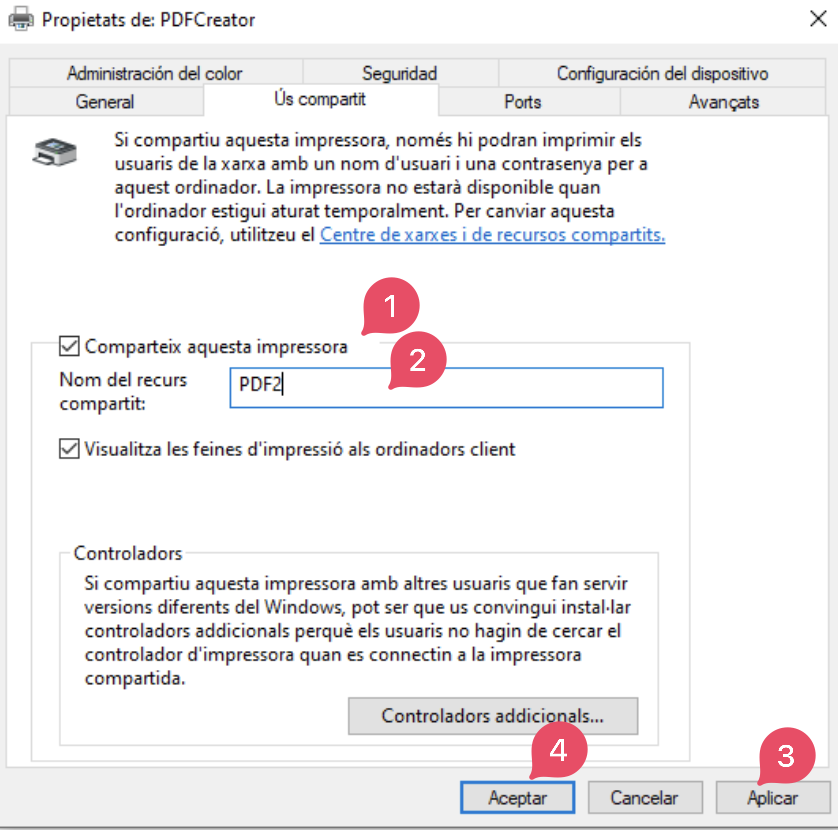 Propietats de: PDFCreator
Administración del color
Seguridad
Configuración del dispositivo
General
Ús compartit
Ports
Avançats
Si compartiu aquesta impressora, només hi podran imprimir els
usuaris de la xarxa amb un nom d'usuari i una contrasenya per a
aquest ordinador. La impressora no estarà disponible quan
l'ordinador estigui aturat temporalment. Per canviar aquesta
configuració, utilitzeu el Centre de xarxes i de recursos compartits.
1
Comparteix aquesta impressora
2
Nom del recurs
compartit:
PDF2
Visualitza les feines d'impressió als ordinadors client
Controladors
Si compartiu aquesta impressora amb altres usuaris que fan servir
versions diferents del Windows, pot ser que us convingui instal·lar
controladors addicionals perquè els usuaris no hagin de cercar el
controlador d'impressora quan es connectin a la impressora
compartida.
Controladors addicionals...
4
3
Aceptar
Cancelar
Aplicar